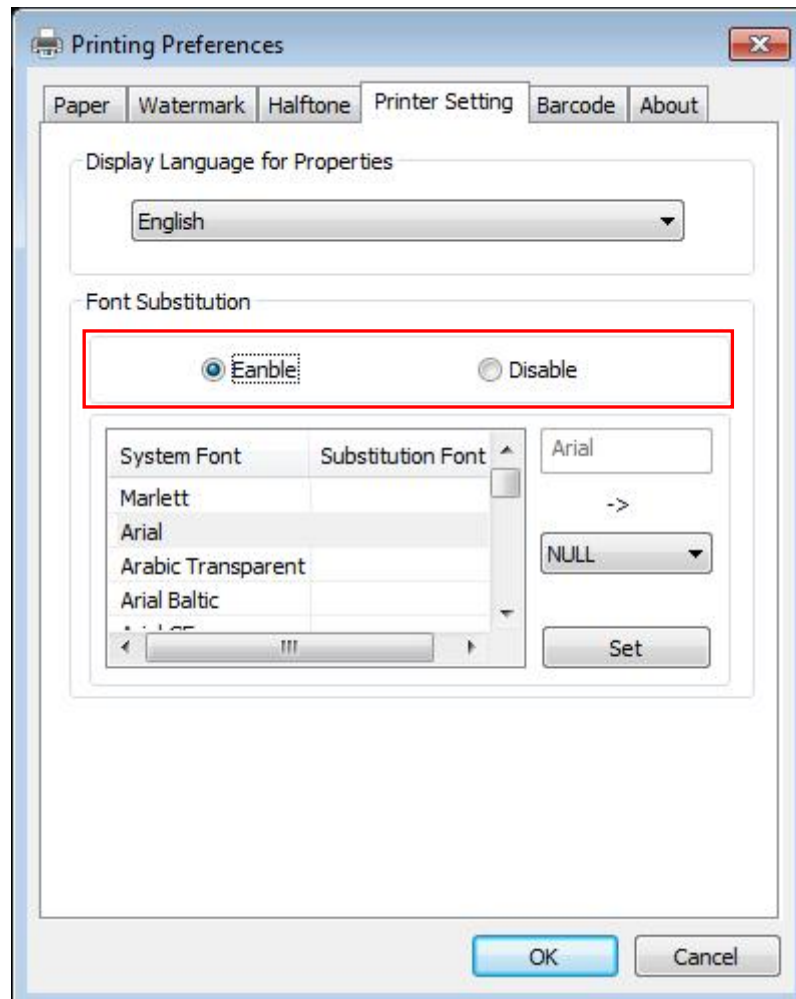 Printing Preferences
Paper Watermark Halftone Printer Setting Barcode About
Display Language for Properties
English
Font Substitution
Eanble Disable
System Font Substitution Font
Marlett
Arial
Arabic Transparent
Arial Baltic
Arial
->
NULL
Set
OK Cancel